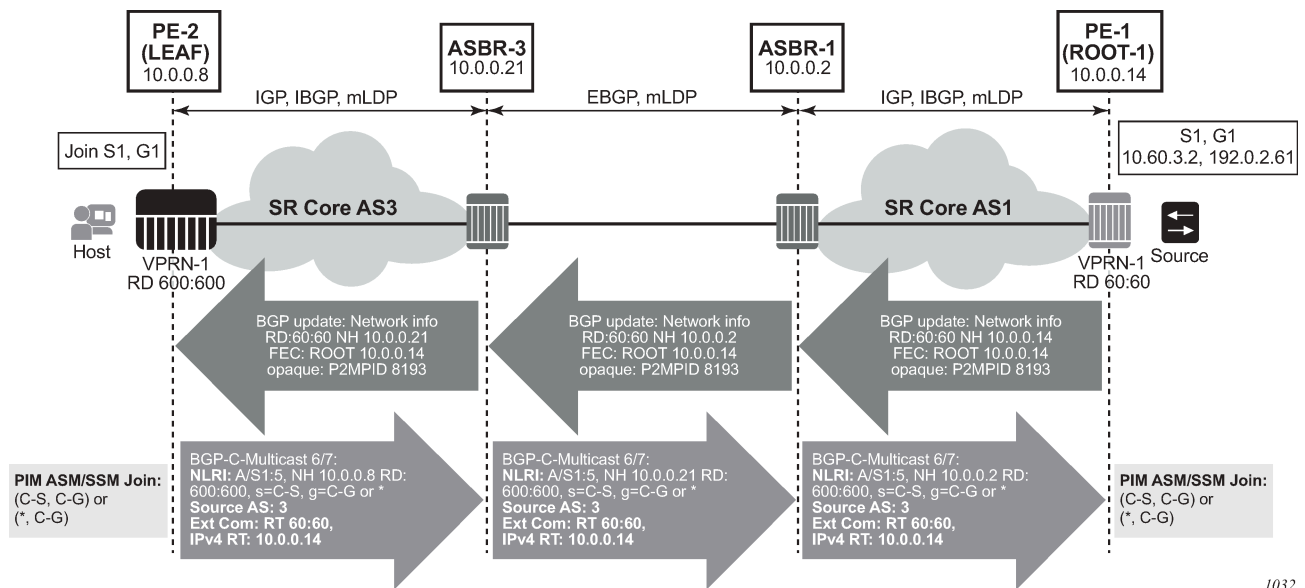 PE-2
(LEAF)
10.0.0.8
ASBR-3
10.0.0.21
ASBR-1
10.0.0.2
PE-1
(ROOT-1)
10.0.0.14
IGP, IBGP, mLDP
EBGP, mLDP
IGP, IBGP, mLDP
Join S1, G1
S1, G1
10.60.3.2, 192.0.2.61
SR Core AS3
SR Core AS1
Host
VPRN-1
RD 600:600
VPRN-1
RD 60:60
Source
BGP update: Network info
RD:60:60 NH 10.0.0.21
FEC: ROOT 10.0.0.14
opaque: P2MPID 8193
BGP update: Network info
RD:60:60 NH 10.0.0.2
FEC: ROOT 10.0.0.14
opaque: P2MPID 8193
BGP update: Network info
RD:60:60 NH 10.0.0.14
FEC: ROOT 10.0.0.14
opaque: P2MPID 8193
PIM ASM/SSM Join:
(C-S, C-G) or
(*, C-G)
BGP-C-Multicast 6/7:
NLRI: A/S1:5, NH 10.0.0.8 RD:
600:600, s=C-S, g=C-G or *
Source AS: 3
Ext Com: RT 60:60,
IPv4 RT: 10.0.0.14
BGP-C-Multicast 6/7:
NLRI: A/S1:5, NH 10.0.0.21 RD:
600:600, s=C-S, g=C-G or *
Source AS: 3
Ext Com: RT 60:60,
IPv4 RT: 10.0.0.14
BGP-C-Multicast 6/7:
NLRI: A/S1:5, NH 10.0.0.2 RD:
600:600, s=C-S, g=C-G or *
Source AS: 3
Ext Com: RT 60:60,
IPv4 RT: 10.0.0.14
PIM ASM/SSM Join:
(C-S, C-G) or
(*, C-G)
1032